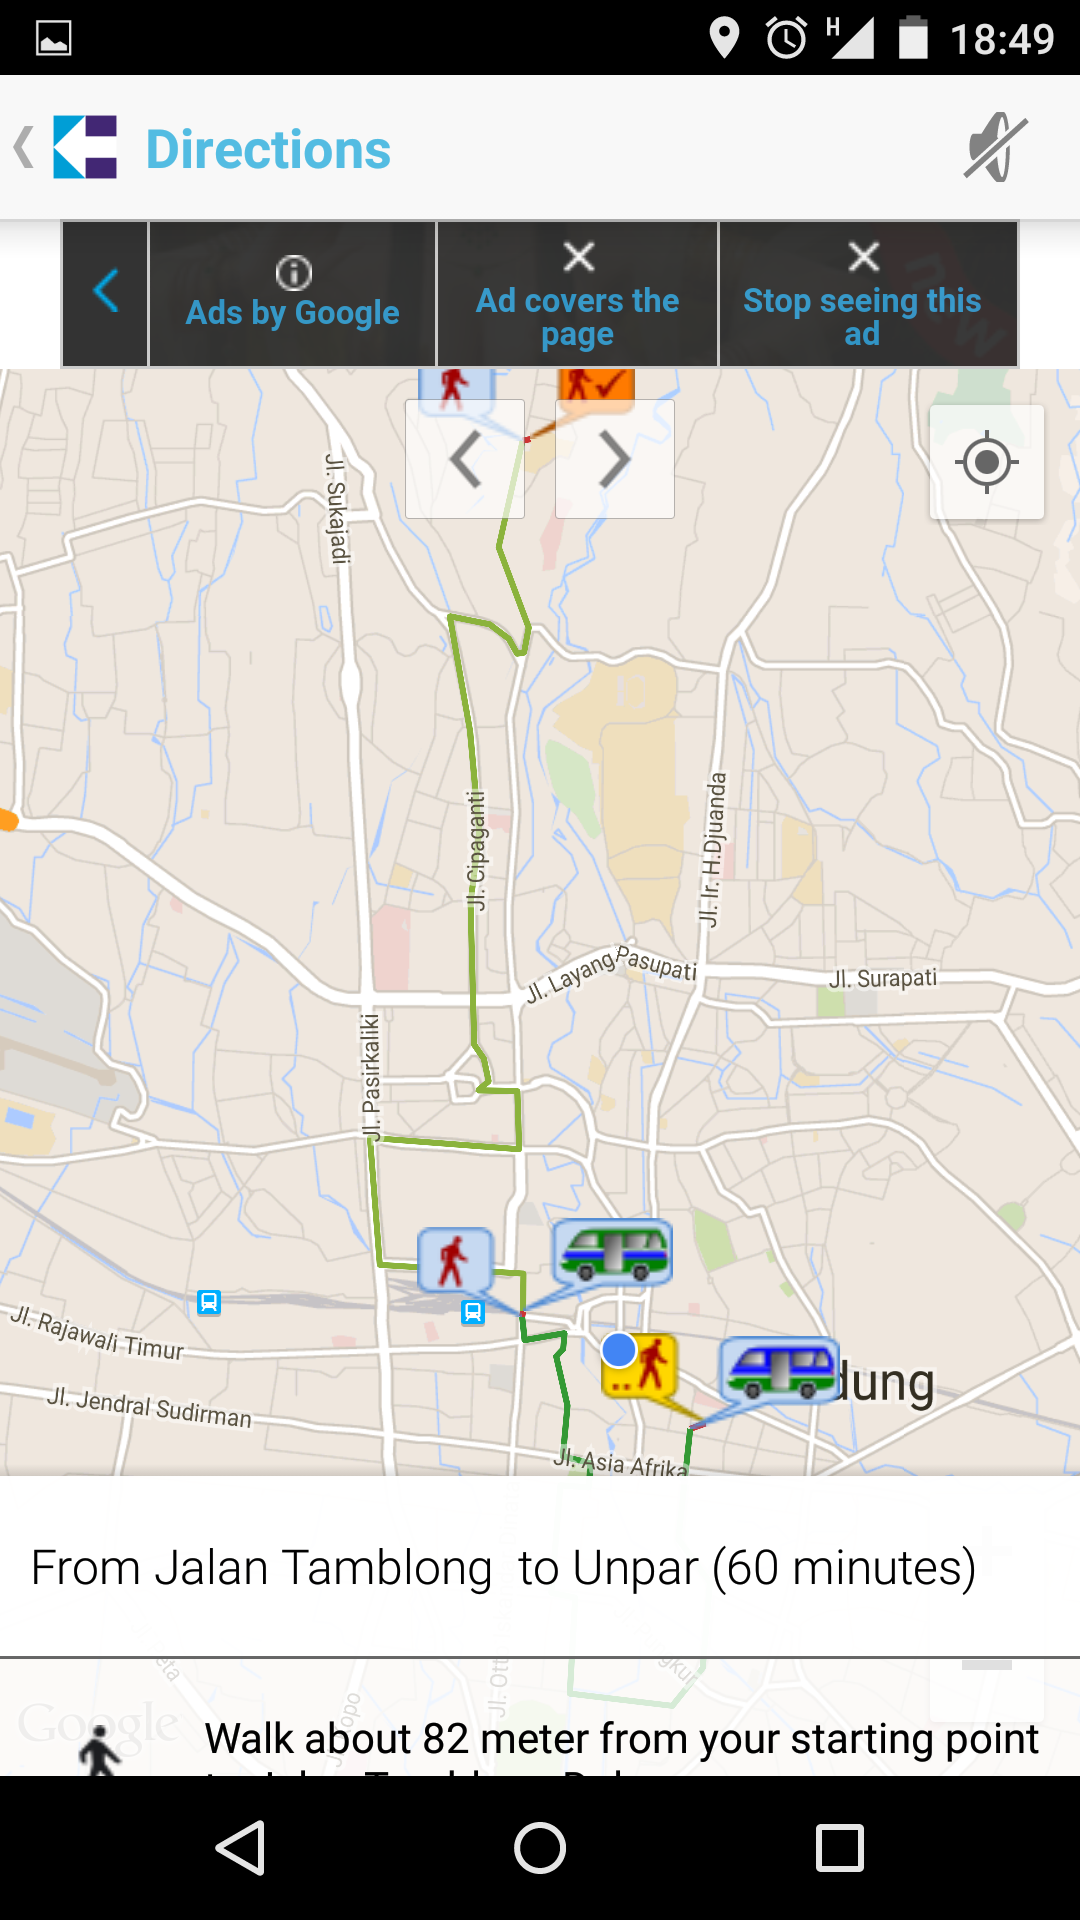 H 18:49
Directions
Ads by Google
Ad covers the
page
Stop seeing this
ad
Jl. Sukajadi
Jl. Cipaganti
Jl. Ir. H.Djuanda
Jl. Layang Pasupati
Jl. Surapati
Jl. Pasirkaliki
Jl. Rajawali Timur
dung
Jl. Jendral Sudirman
Jl. Asia Afrika
From Jalan Tamblong to Unpar (60 minutes)
Google
Walk about 82 meter from your starting point